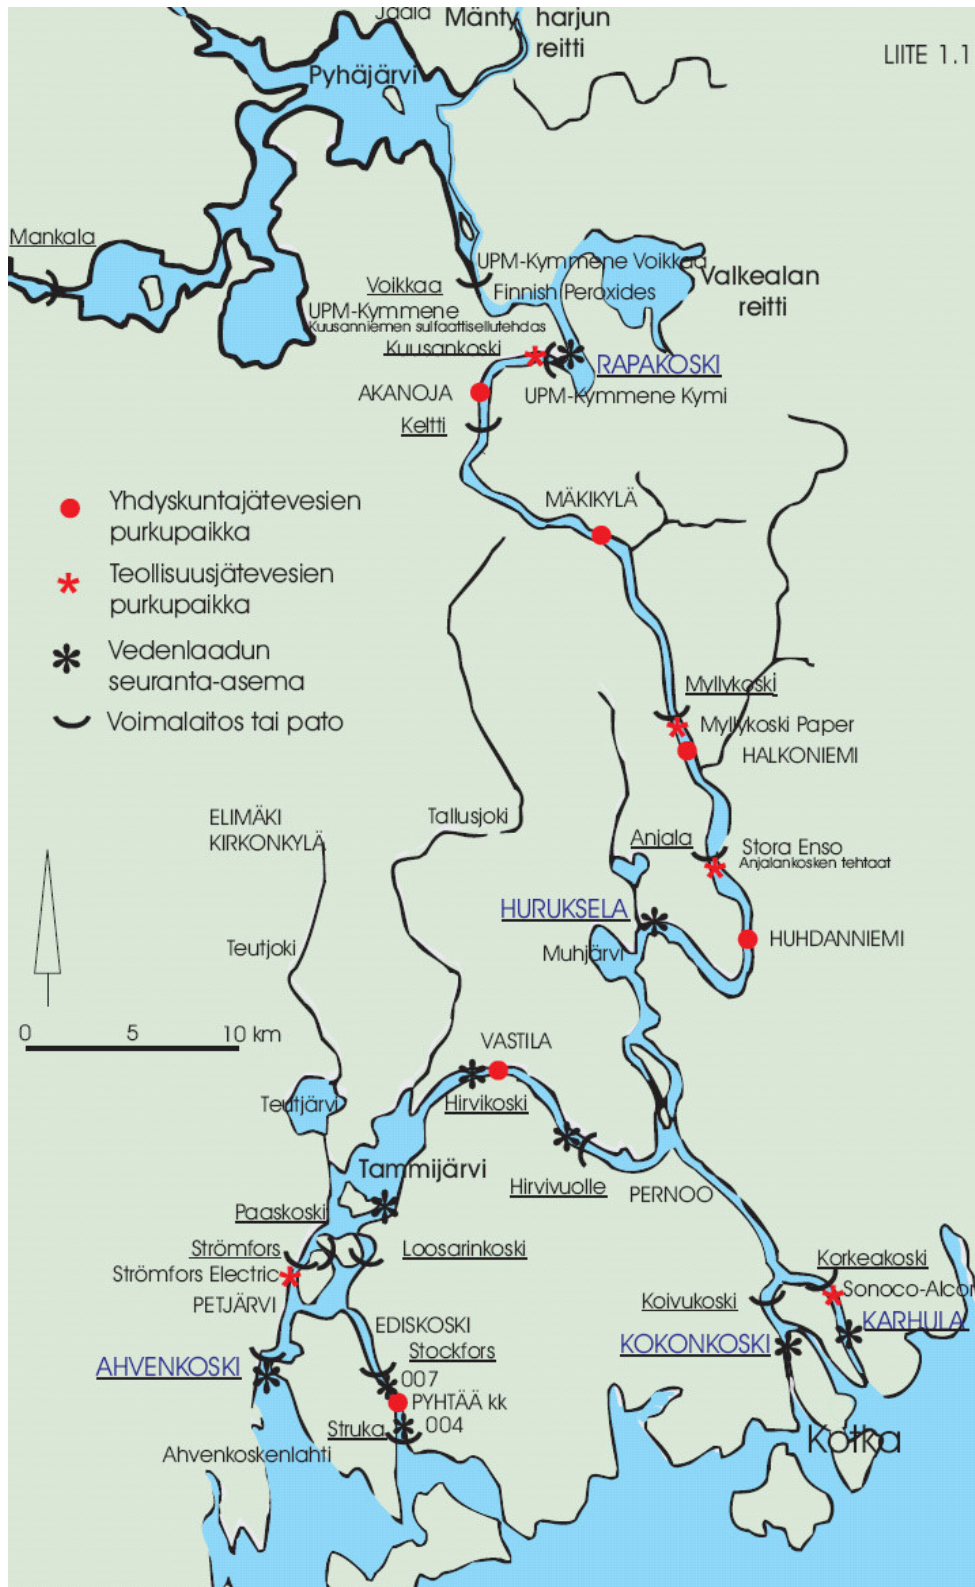 Jaala
Mänty harjun
reitti
LIITE 1.1
Pyhäjärvi
Mankala
UPM-Kymmene Voikkaa
Voikkaa
Finnish Peroxides
Valkealan
reitti
UPM-Kymmene
Kuusanniemen sulfaattisellutehdas
Kuusankoski
RAPAKOSKI
AKANOJA
UPM-Kymmene Kymi
Keltti
MÄKIKYLÄ
Yhdyskuntajätevesien
purkupaikka
Teollisuusjätevesien
purkupaikka
Vedenlaadun
seuranta-asema
Voimalaitos tai pato
Myllykoski
Myllykoski Paper
HALKONIEMI
ELIMÄKI
KIRKONKYLÄ
Tallusjoki
Anjala
Stora Enso
Anjalankosken tehtaat
HURUKSELA
HUHDANNIEMI
Teutjoki
Muhjärvi
0 5 10 km
VASTILA
Teutjärvi
Hirvikoski
Tammijärvi
Hirvivuolle
PERNOO
Paaskoski
Strömfors
Loosarinkoski
Korkeakoski
Strömfors Electric
Sonoco-Alcor
PETJÄRVI
Koivukoski
EDISKOSKI
KARHULA
Stockfors
KOKONKOSKI
AHVENKOSKI
007
PYHTÄÄ kk
Struka
004
Kotka
Ahvenkoskenlahti